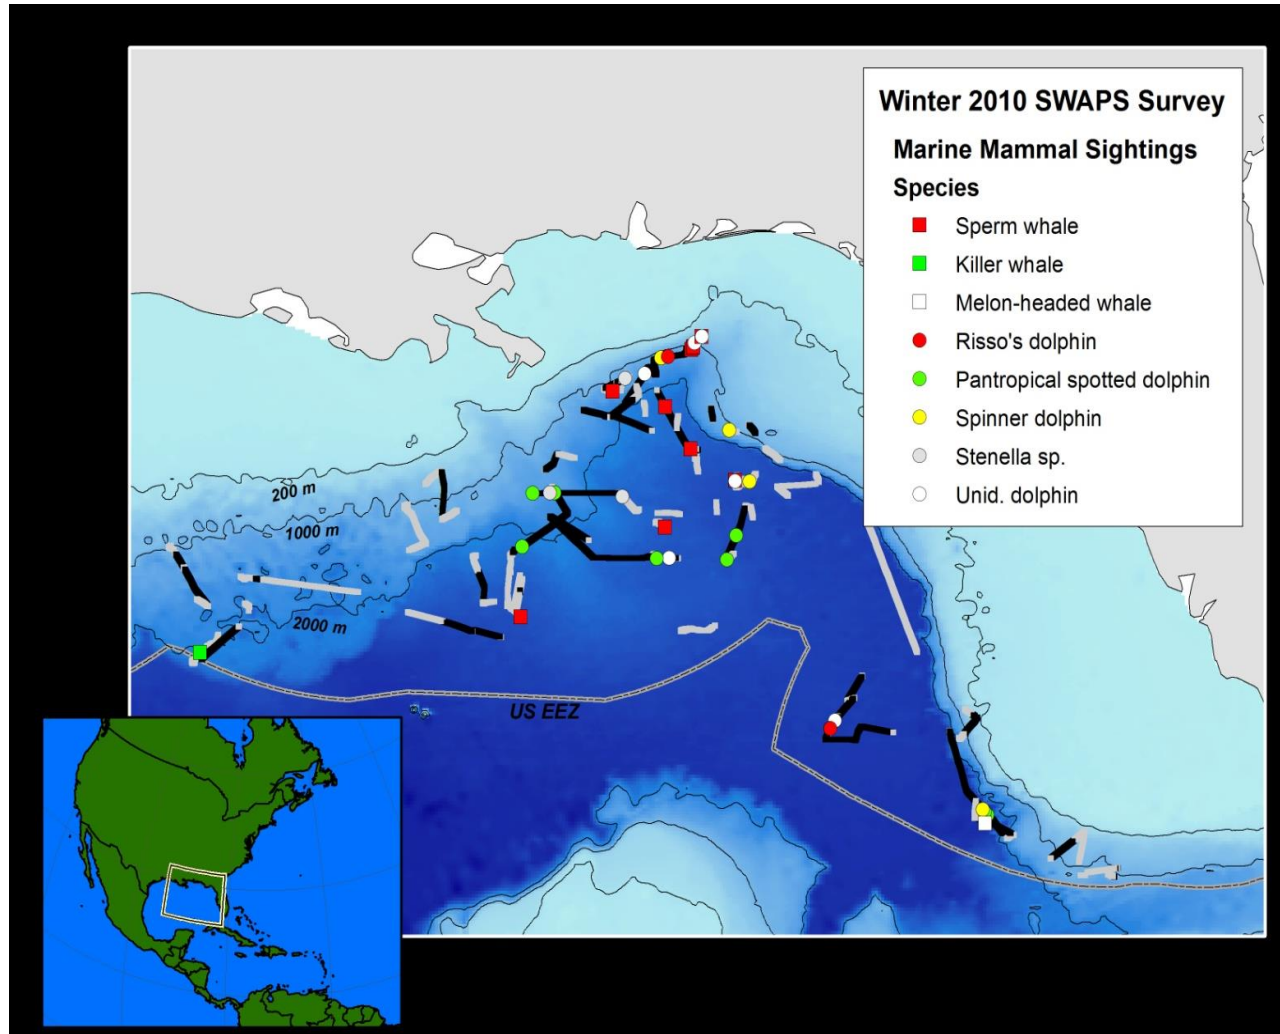 Winter 2010 SWAPS Survey
Marine Mammal Sightings
Species
Sperm whale
Killer whale
Melon-headed whale
Risso's dolphin
Pantropical spotted dolphin
Spinner dolphin
Stenella sp.
Unid. dolphin
200 m
1000 m
2000 m
US EEZ